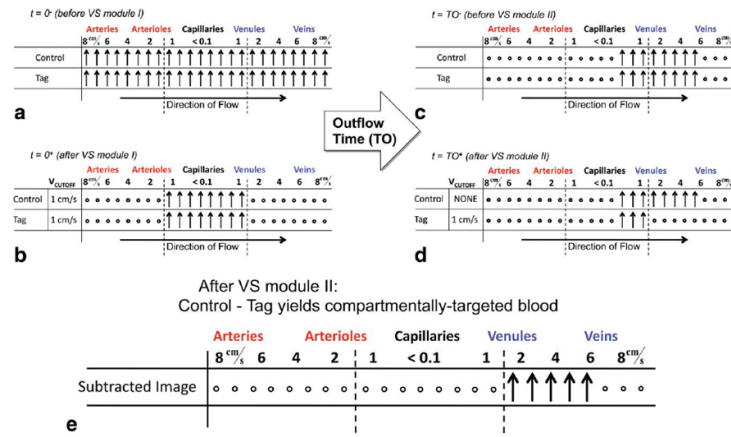 t = 0- (before VS module I)
Arteries Arterioles Capillaries Venules Veins
8 cm/s 6 4 2 1 < 0.1 1 2 4 6 8 cm/s
Control
Tag
Direction of Flow
a
t = 0+ (after VS module I)
Arteries Arterioles Capillaries Venules Veins
VCUTOFF 8 cm/s 6 4 2 1 < 0.1 1 2 4 6 8 cm/s
Control 1 cm/s
Tag 1 cm/s
Direction of Flow
b
Outflow
Time (TO)
t = TO- (before VS module II)
Arteries Arterioles Capillaries Venules Veins
8 cm/s 6 4 2 1 < 0.1 1 2 4 6 8 cm/s
Control
Tag
Direction of Flow
c
t = TO+ (after VS module II)
Arteries Arterioles Capillaries Venules Veins
VCUTOFF 8 cm/s 6 4 2 1 < 0.1 1 2 4 6 8 cm/s
Control NONE
Tag 1 cm/s
Direction of Flow
d
After VS module II:
Control - Tag yields compartmentally-targeted blood
Arteries Arterioles Capillaries Venules Veins
8 cm/s 6 4 2 1 < 0.1 1 2 4 6 8 cm/s
Subtracted Image
e